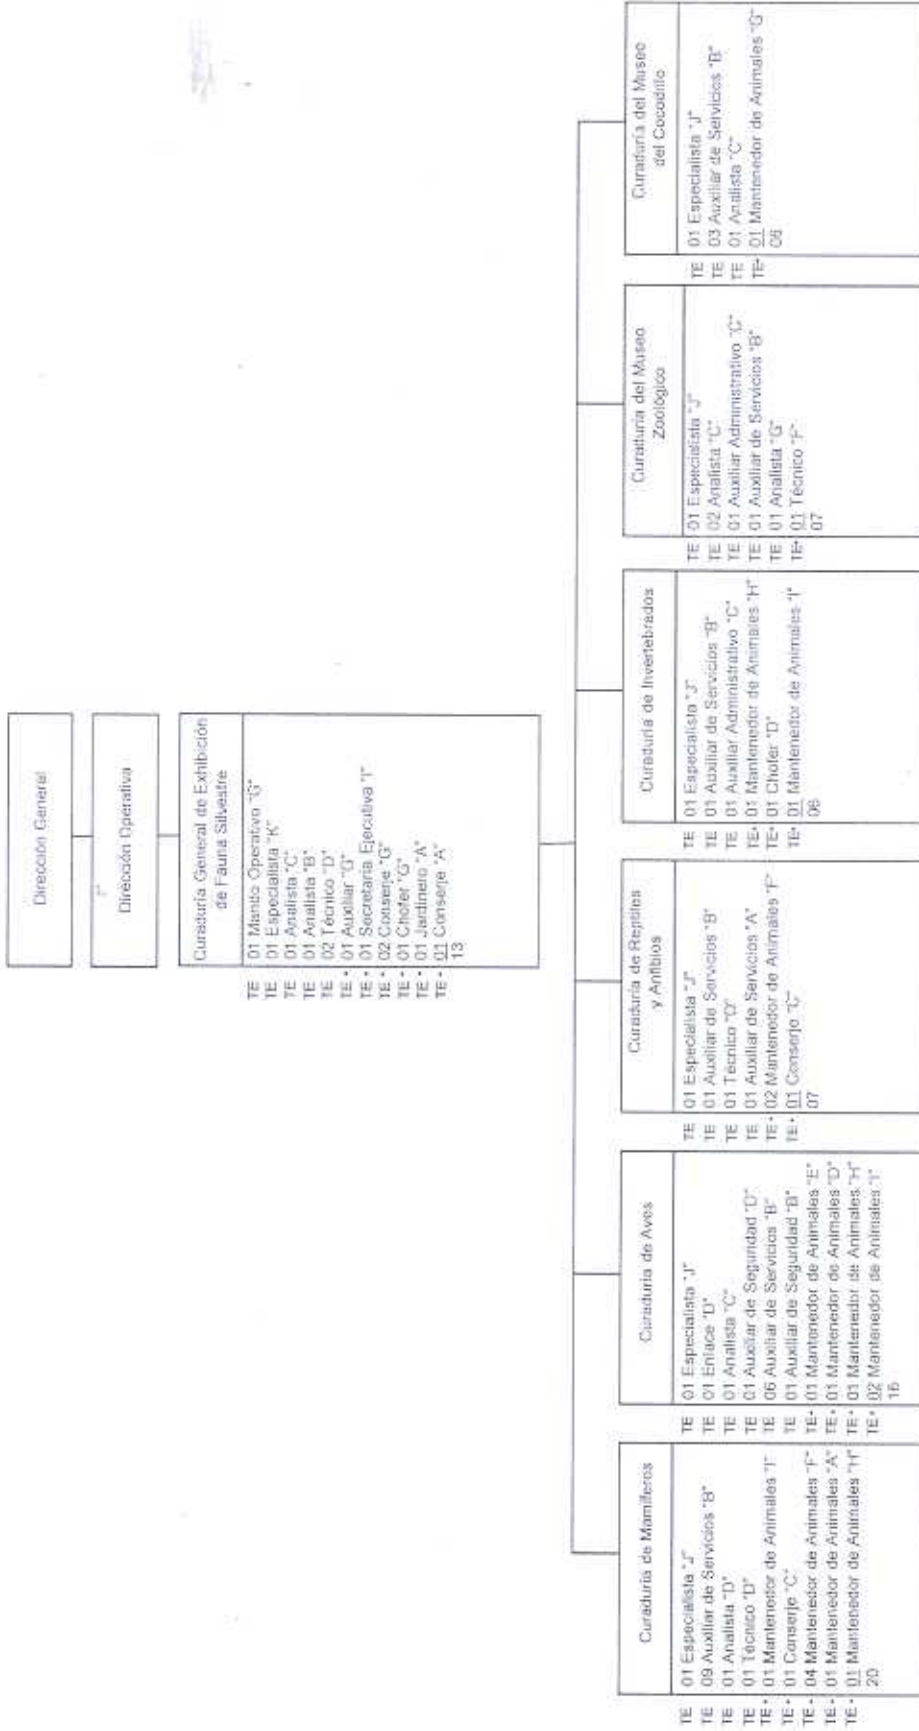 Dirección General
Dirección Operativa
Curaduría General de Exhibición
de Fauna Silvestre
TE 01 Mando Operativo "G"
TE 01 Especialista "K"
TE 01 Analista "C"
TE 01 Analista "B"
TE 02 Técnico "D"
TE • 01 Auxiliar "G"
TE • 01 Secretaria Ejecutiva "I"
TE • 02 Conserje "G"
TE • 01 Chofer "G"
TE • 01 Jardinero "A"
TE • 01 Conserje "A"
13
Curaduría de Mamíferos
TE 01 Especialista "J"
TE 09 Auxiliar de Servicios "B"
TE 01 Analista "D"
TE 01 Técnico "D"
TE • 01 Mantenedor de Animales "I"
TE • 01 Conserje "C"
TE • 04 Mantenedor de Animales "F"
TE • 01 Mantenedor de Animales "A"
TE • 01 Mantenedor de Animales "H"
20
Curaduría de Aves
TE 01 Especialista "J"
TE 01 Enlace "D"
TE 01 Analista "C"
TE 01 Auxiliar de Seguridad "D"
TE 06 Auxiliar de Servicios "B"
TE 01 Auxiliar de Seguridad "B"
TE • 01 Mantenedor de Animales "E"
TE • 01 Mantenedor de Animales "D"
TE • 01 Mantenedor de Animales "H"
TE • 02 Mantenedor de Animales "I"
16
Curaduría de Reptiles
y Anfibios
TE 01 Especialista "J"
TE 01 Auxiliar de Servicios "B"
TE 01 Técnico "D"
TE 01 Auxiliar de Servicios "A"
TE • 02 Mantenedor de Animales "F"
TE • 01 Conserje "C"
07
Curaduría de Invertebrados
TE 01 Especialista "J"
TE 01 Auxiliar de Servicios "B"
TE 01 Auxiliar Administrativo "C"
TE • 01 Mantenedor de Animales "H"
TE • 01 Chofer "D"
TE • 01 Mantenedor de Animales "I"
06
Curaduría del Museo
Zoológico
TE 01 Especialista "J"
TE 02 Analista "C"
TE 01 Auxiliar Administrativo "C"
TE 01 Auxiliar de Servicios "B"
TE 01 Analista "G"
TE • 01 Técnico "F"
07
Curaduría del Museo
del Cocodrilo
TE 01 Especialista "J"
TE 03 Auxiliar de Servicios "B"
TE 01 Analista "C"
TE • 01 Mantenedor de Animales "G"
06